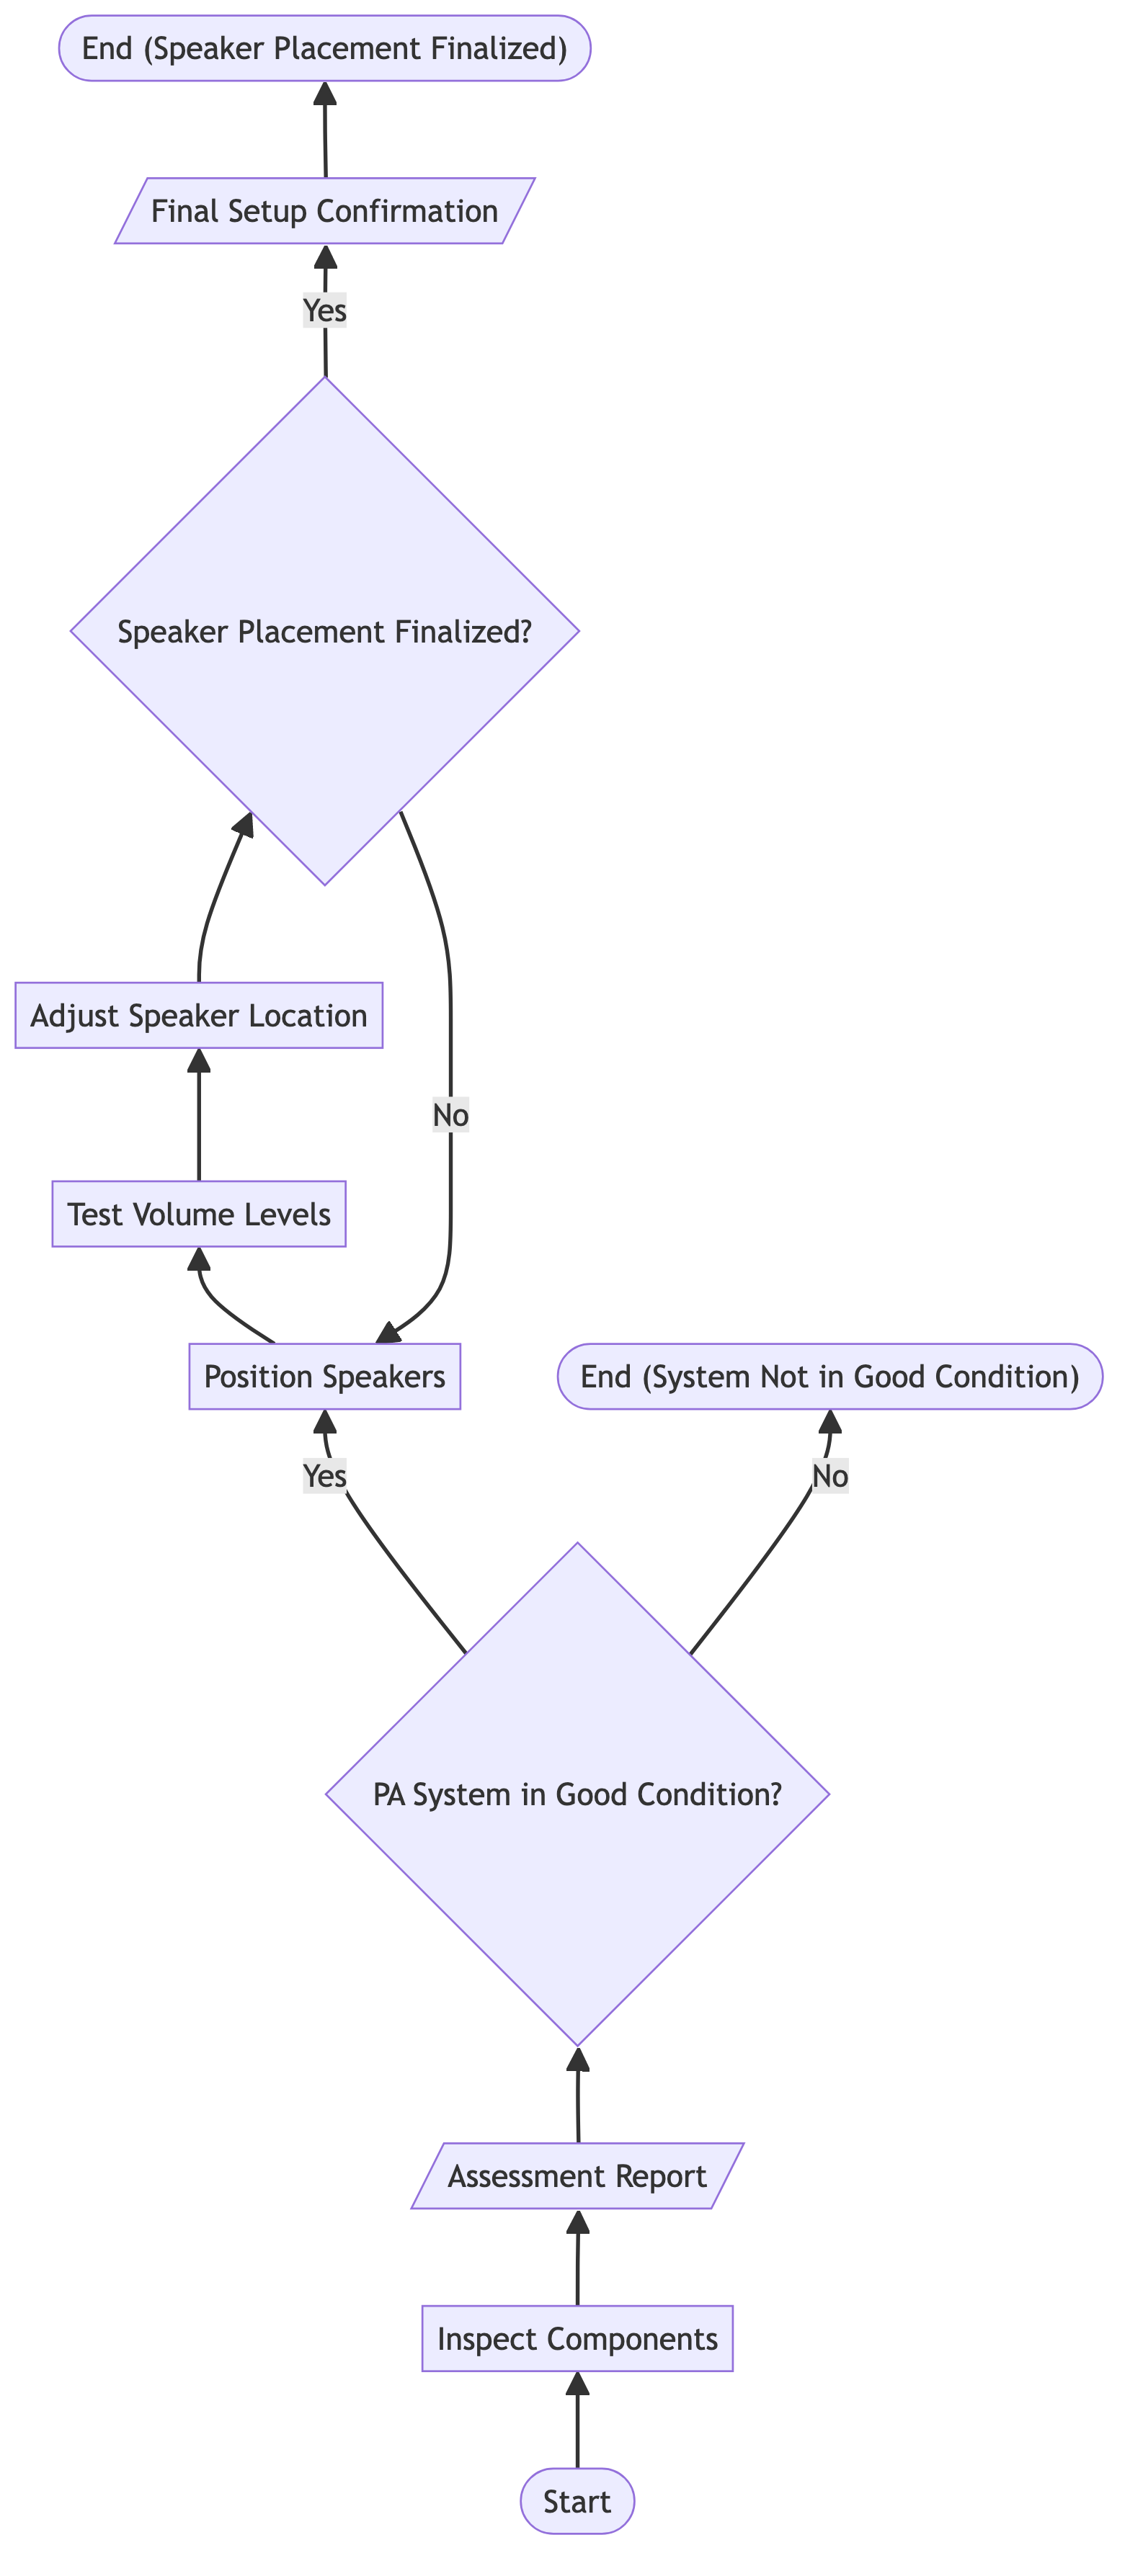 End (Speaker Placement Finalized)
Final Setup Confirmation
Yes
Speaker Placement Finalized?
Adjust Speaker Location
No
Test Volume Levels
Position Speakers
End (System Not in Good Condition)
Yes
No
PA System in Good Condition?
Assessment Report
Inspect Components
Start